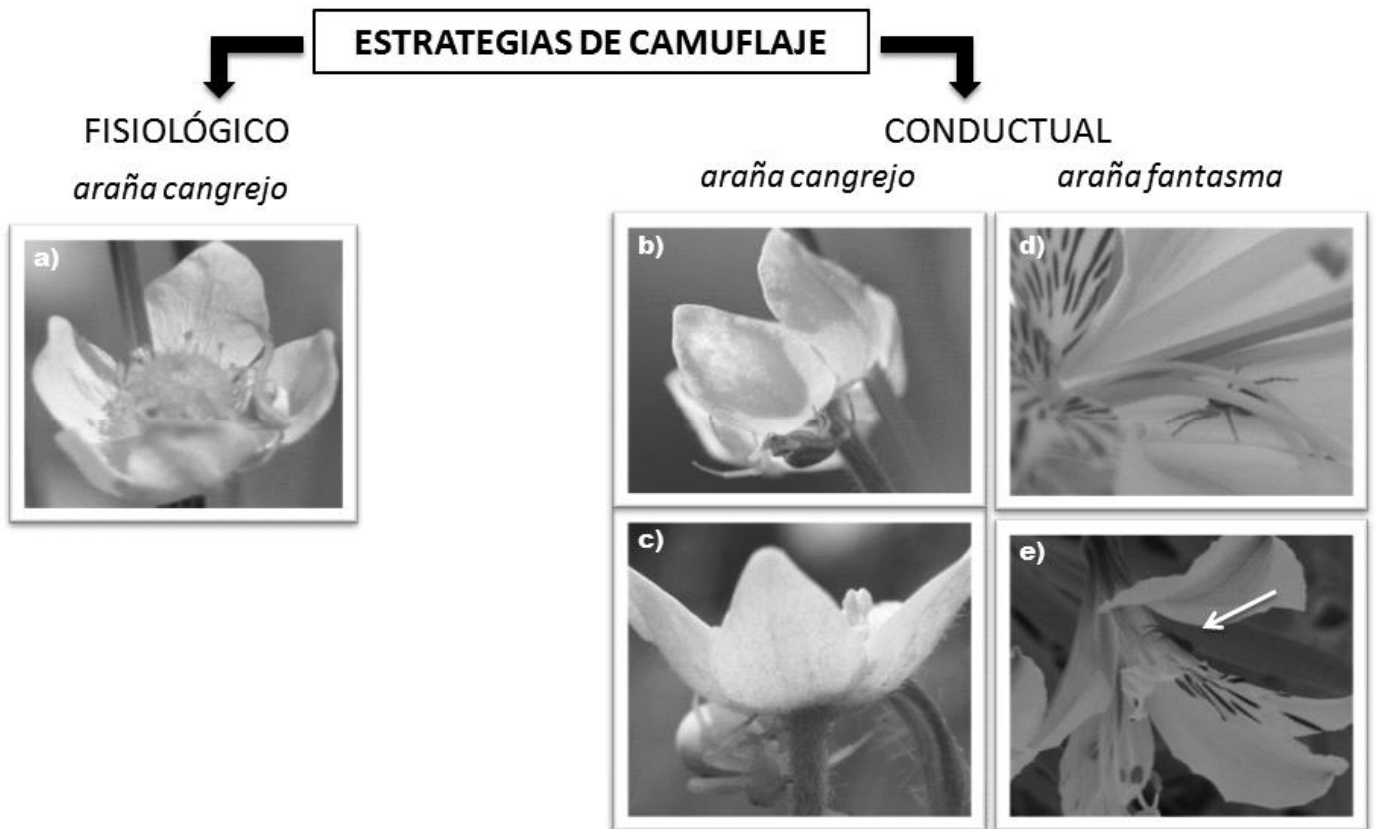 ESTRATEGIAS DE CAMUFLAJE
FISIOLÓGICO
araña cangrejo
a)
CONDUCTUAL
araña cangrejo
araña fantasma
b)
d)
c)
e)